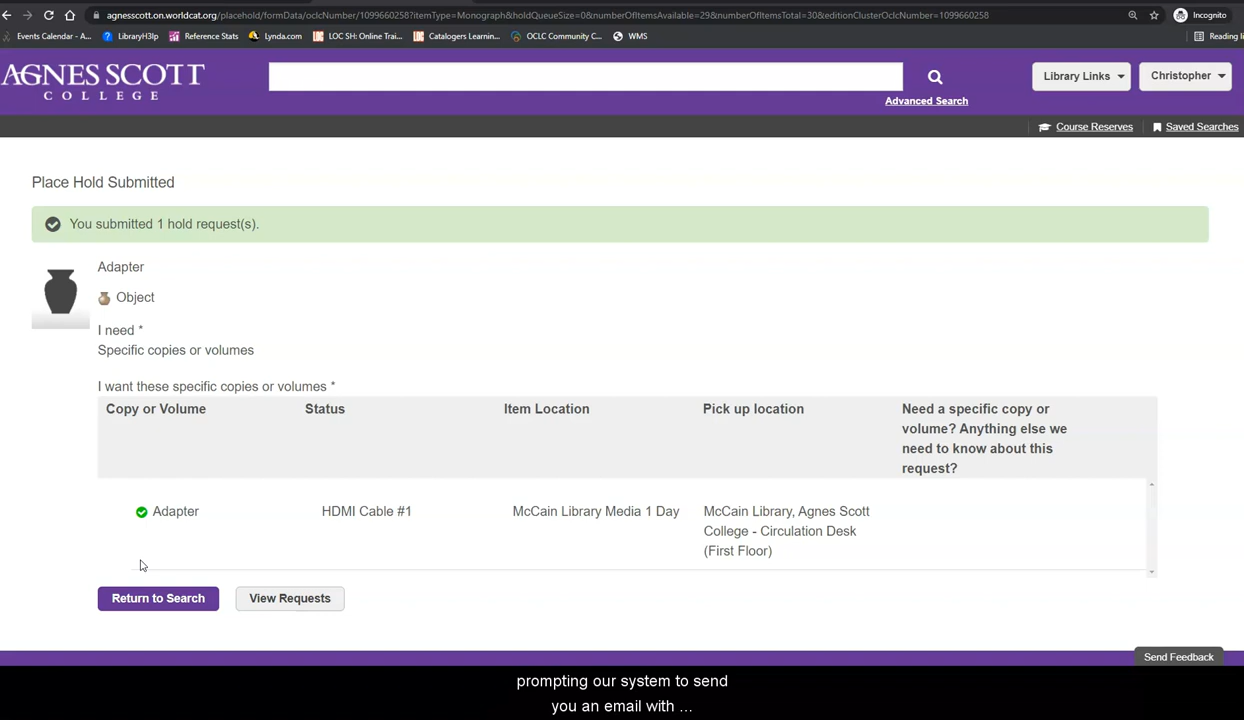 agnesscott.on.worldcat.org/placehold/formData/oclcNumber/1099660258?itemType=Monograph&holdQueueSize=0&numberOfItemsAvailable=29&numberOfItemsTotal=30&editionClusterOclcNumber=1099660258
Incognito
Events Calendar - A...
LibraryH3lp
Reference Stats
Lynda.com
LOC SH: Online Trai...
Catalogers Learnin...
OCLC Community C...
WMS
Reading li
AGNES SCOTT
COLLEGE
Library Links
Christopher
Advanced Search
Course Reserves
Saved Searches
Place Hold Submitted
You submitted 1 hold request(s).
Adapter
Object
I need *
Specific copies or volumes
I want these specific copies or volumes *
Copy or Volume
Status
Item Location
Pick up location
Need a specific copy or
volume? Anything else we
need to know about this
request?
Adapter
HDMI Cable #1
McCain Library Media 1 Day
McCain Library, Agnes Scott
College - Circulation Desk
(First Floor)
Return to Search
View Requests
Send Feedback
prompting our system to send
you an email with ...